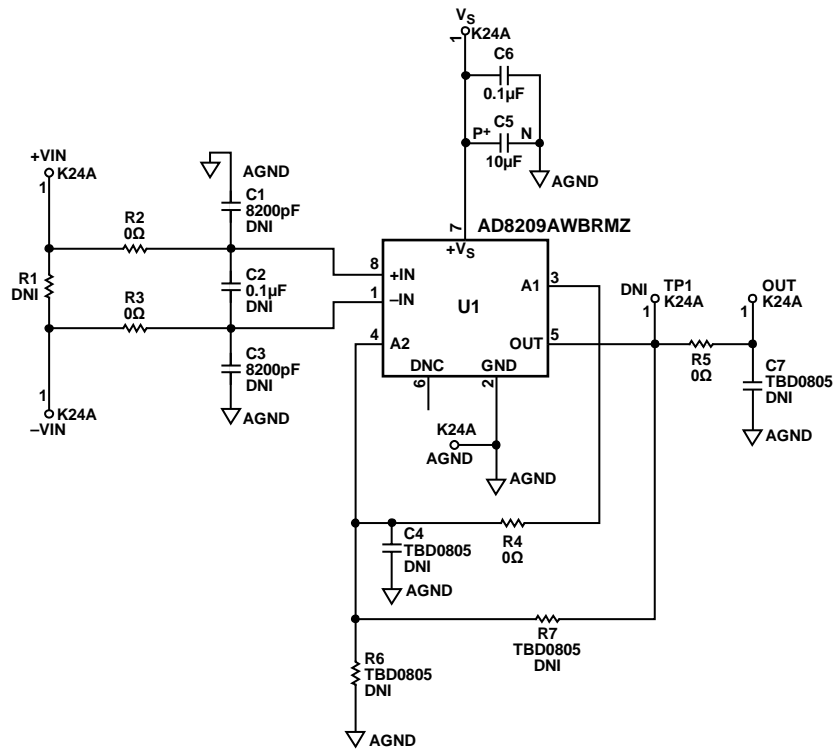 V_S
K24A
1
C6
0.1µF
P+
C5
N
10µF
AGND
+VIN
K24A
1
AGND
C1
8200pF
DNI
R2
0Ω
R1
DNI
C2
0.1µF
DNI
R3
0Ω
C3
8200pF
DNI
AGND
1
K24A
–VIN
7
AD8209AWBRMZ
+V_S
8
+IN
1
–IN
4
A2
U1
A1
3
OUT
5
DNC
6
GND
2
K24A
AGND
DNI
TP1
K24A
1
OUT
K24A
1
R5
0Ω
C7
TBD0805
DNI
AGND
C4
TBD0805
DNI
AGND
R4
0Ω
R7
TBD0805
DNI
R6
TBD0805
DNI
AGND